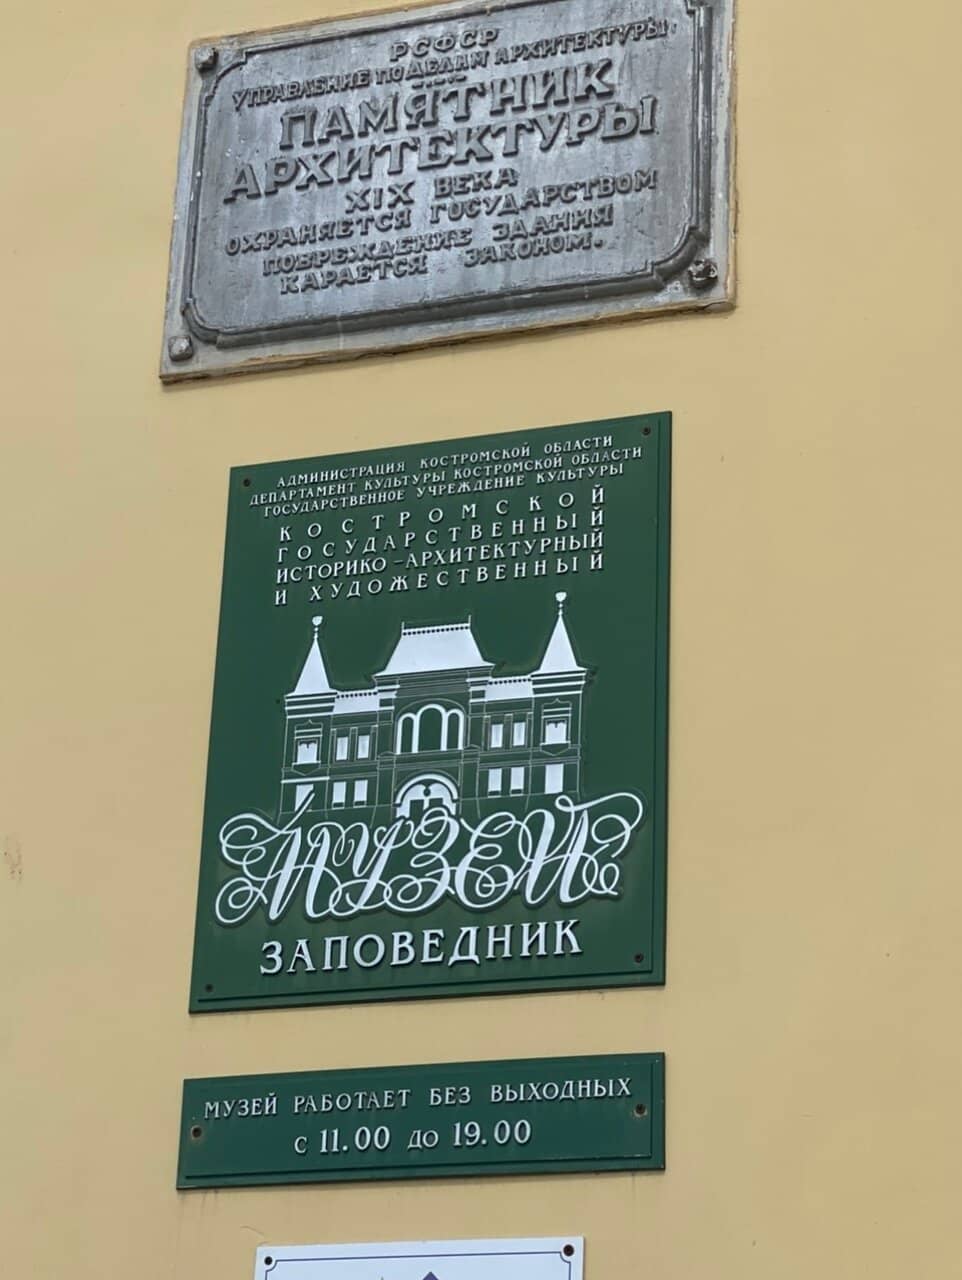 РСФСР
УПРАВЛЕНИЕ ПО ДЕЛАМ АРХИТЕКТУРЫ
ПАМЯТНИК
АРХИТЕКТУРЫ
XIX ВЕКА
ОХРАНЯЕТСЯ ГОСУДАРСТВОМ
ПОВРЕЖДЕНИЕ ЗДАНИЯ
КАРАЕТСЯ ЗАКОНОМ.
АДМИНИСТРАЦИЯ КОСТРОМСКОЙ ОБЛАСТИ
ДЕПАРТАМЕНТ КУЛЬТУРЫ КОСТРОМСКОЙ ОБЛАСТИ
ГОСУДАРСТВЕННОЕ УЧРЕЖДЕНИЕ КУЛЬТУРЫ
КОСТРОМСКОЙ
ГОСУДАРСТВЕННЫЙ
ИСТОРИКО-АРХИТЕКТУРНЫЙ
И ХУДОЖЕСТВЕННЫЙ
МУЗЕЙ
ЗАПОВЕДНИК
МУЗЕЙ РАБОТАЕТ БЕЗ ВЫХОДНЫХ
С 11.00 ДО 19.00